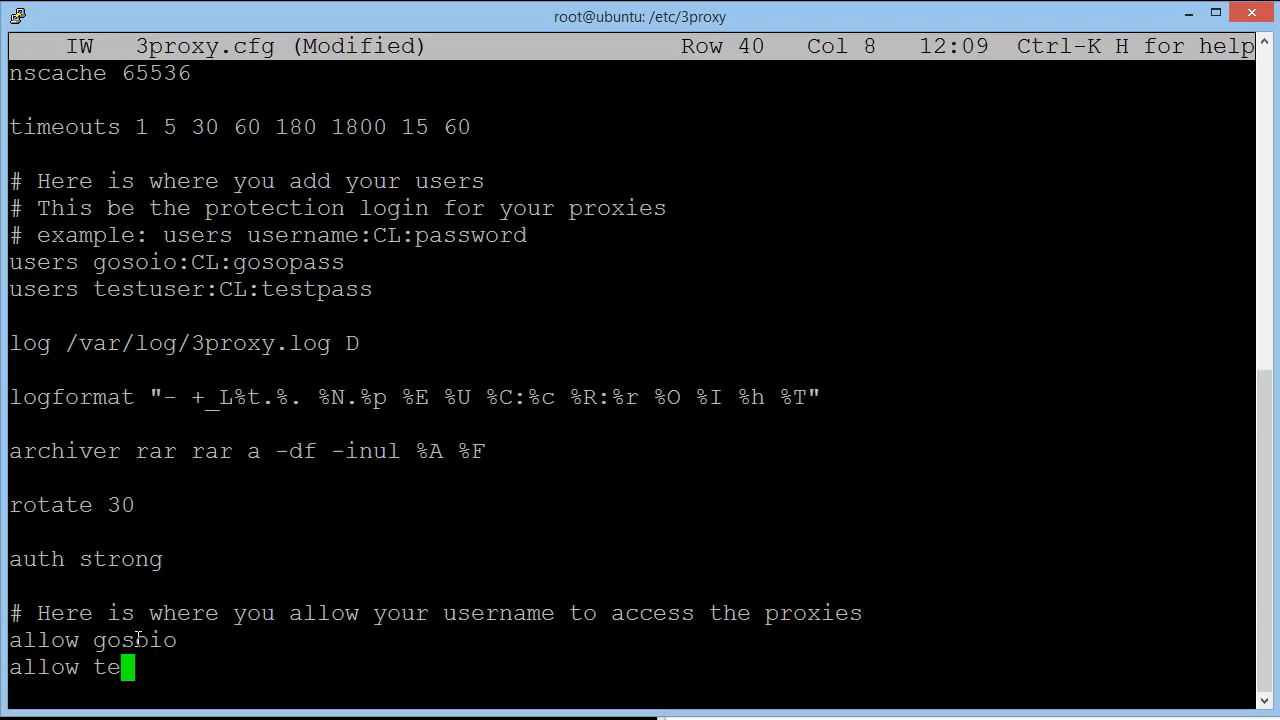 root@ubuntu: /etc/3proxy
IW 3proxy.cfg (Modified) Row 40 Col 8 12:09 Ctrl-K H for help
nscache 65536
timeouts 1 5 30 60 180 1800 15 60
# Here is where you add your users
# This be the protection login for your proxies
# example: users username:CL:password
users gosoio:CL:gosopass
users testuser:CL:testpass
log /var/log/3proxy.log D
logformat "- +_L%t.%. %N.%p %E %U %C:%c %R:%r %O %I %h %T"
archiver rar rar a -df -inul %A %F
rotate 30
auth strong
# Here is where you allow your username to access the proxies
allow gosoio
allow te